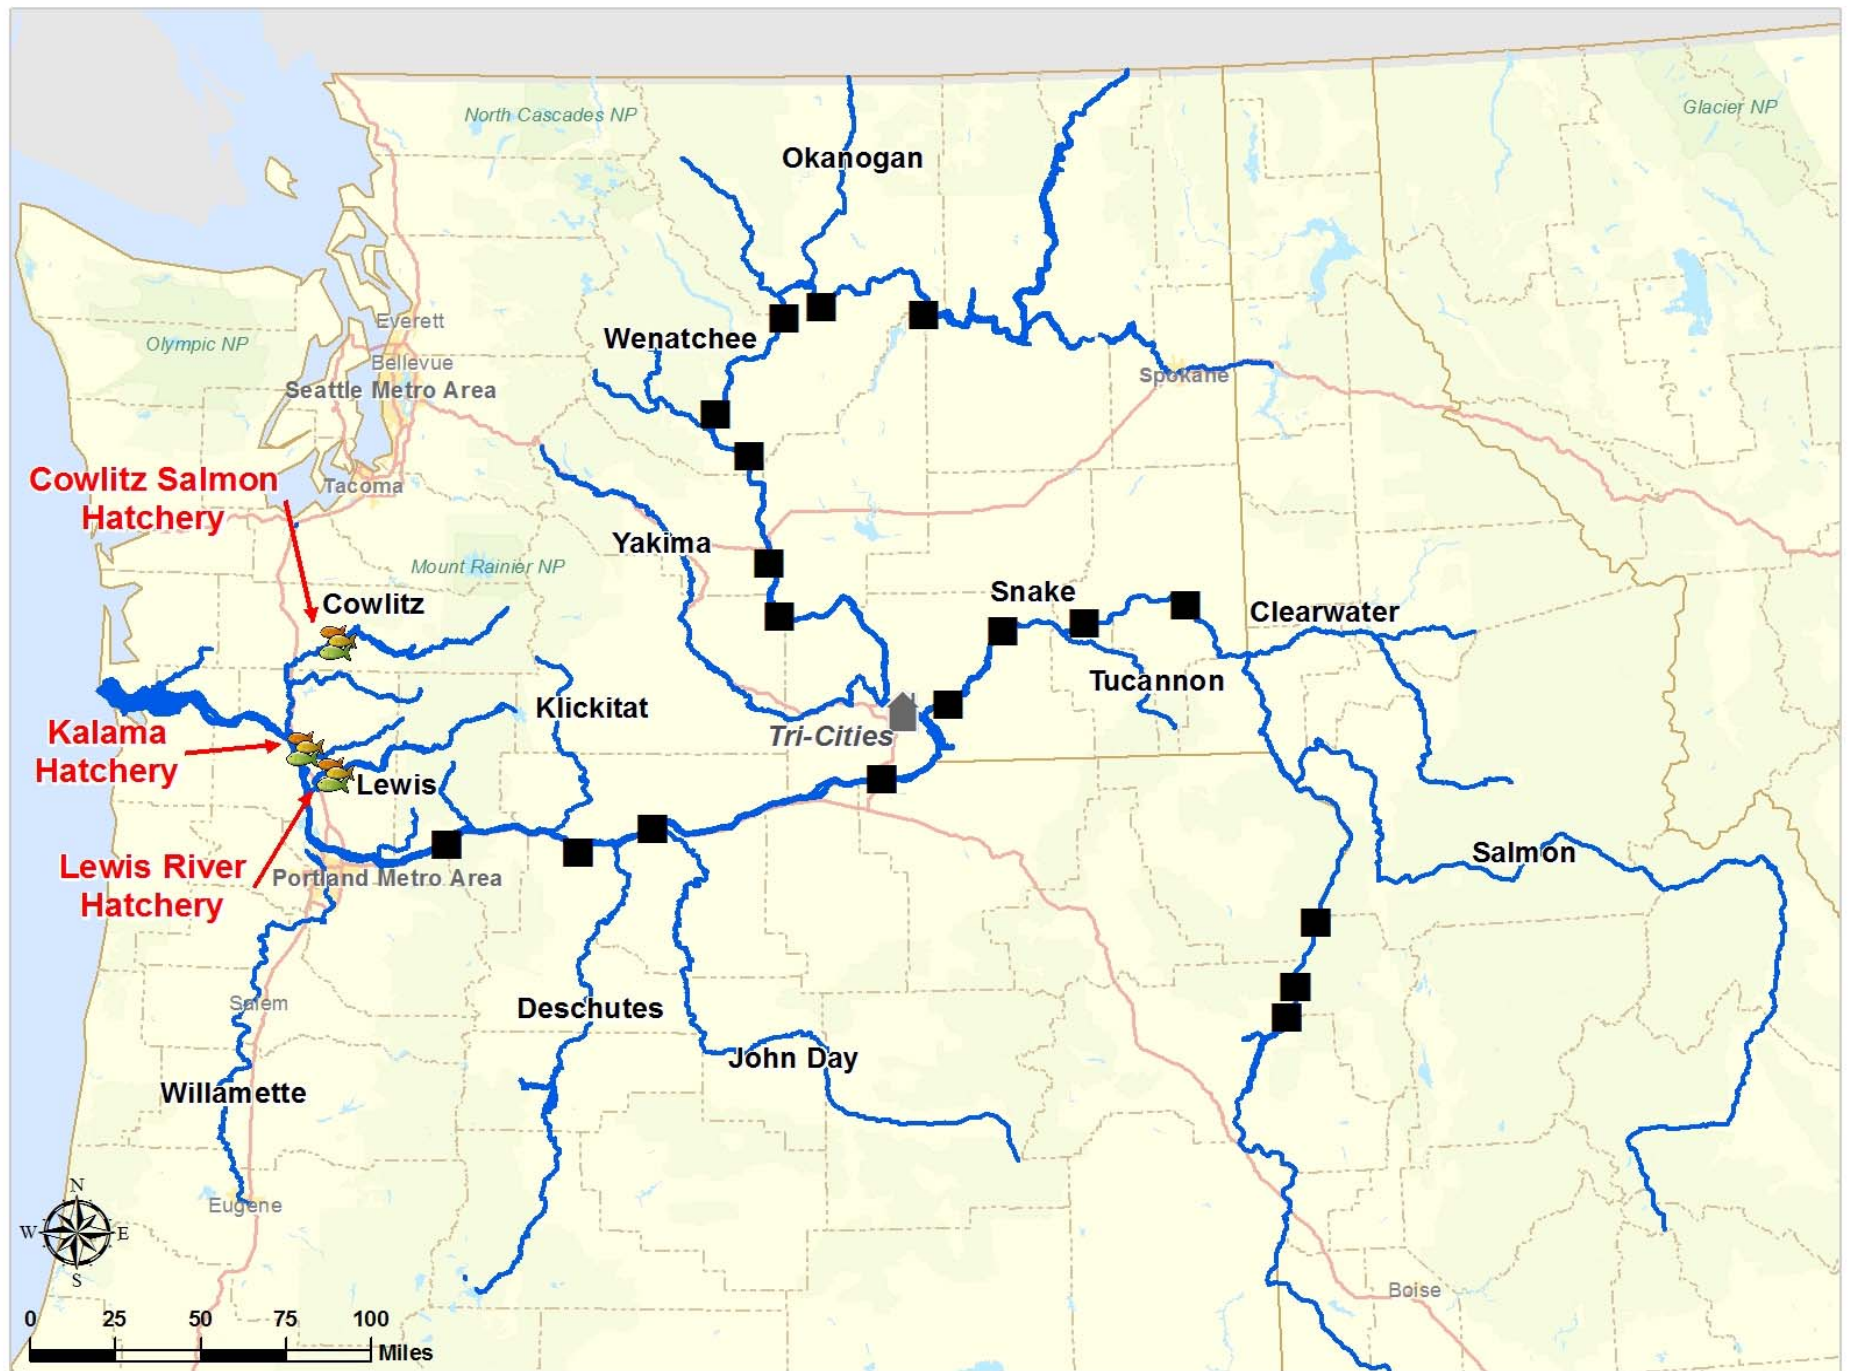 North Cascades NP
Glacier NP
Okanogan
Everett
Olympic NP
Wenatchee
Bellevue
Seattle Metro Area
Spokane
Cowlitz Salmon
Hatchery
Tacoma
Yakima
Mount Rainier NP
Snake
Cowlitz
Clearwater
Tucannon
Klickitat
Kalama
Hatchery
Tri-Cities
Lewis
Lewis River
Hatchery
Portland Metro Area
Salmon
Salem
Deschutes
John Day
Willamette
Eugene
N
W
E
S
Boise
0 25 50 75 100
Miles